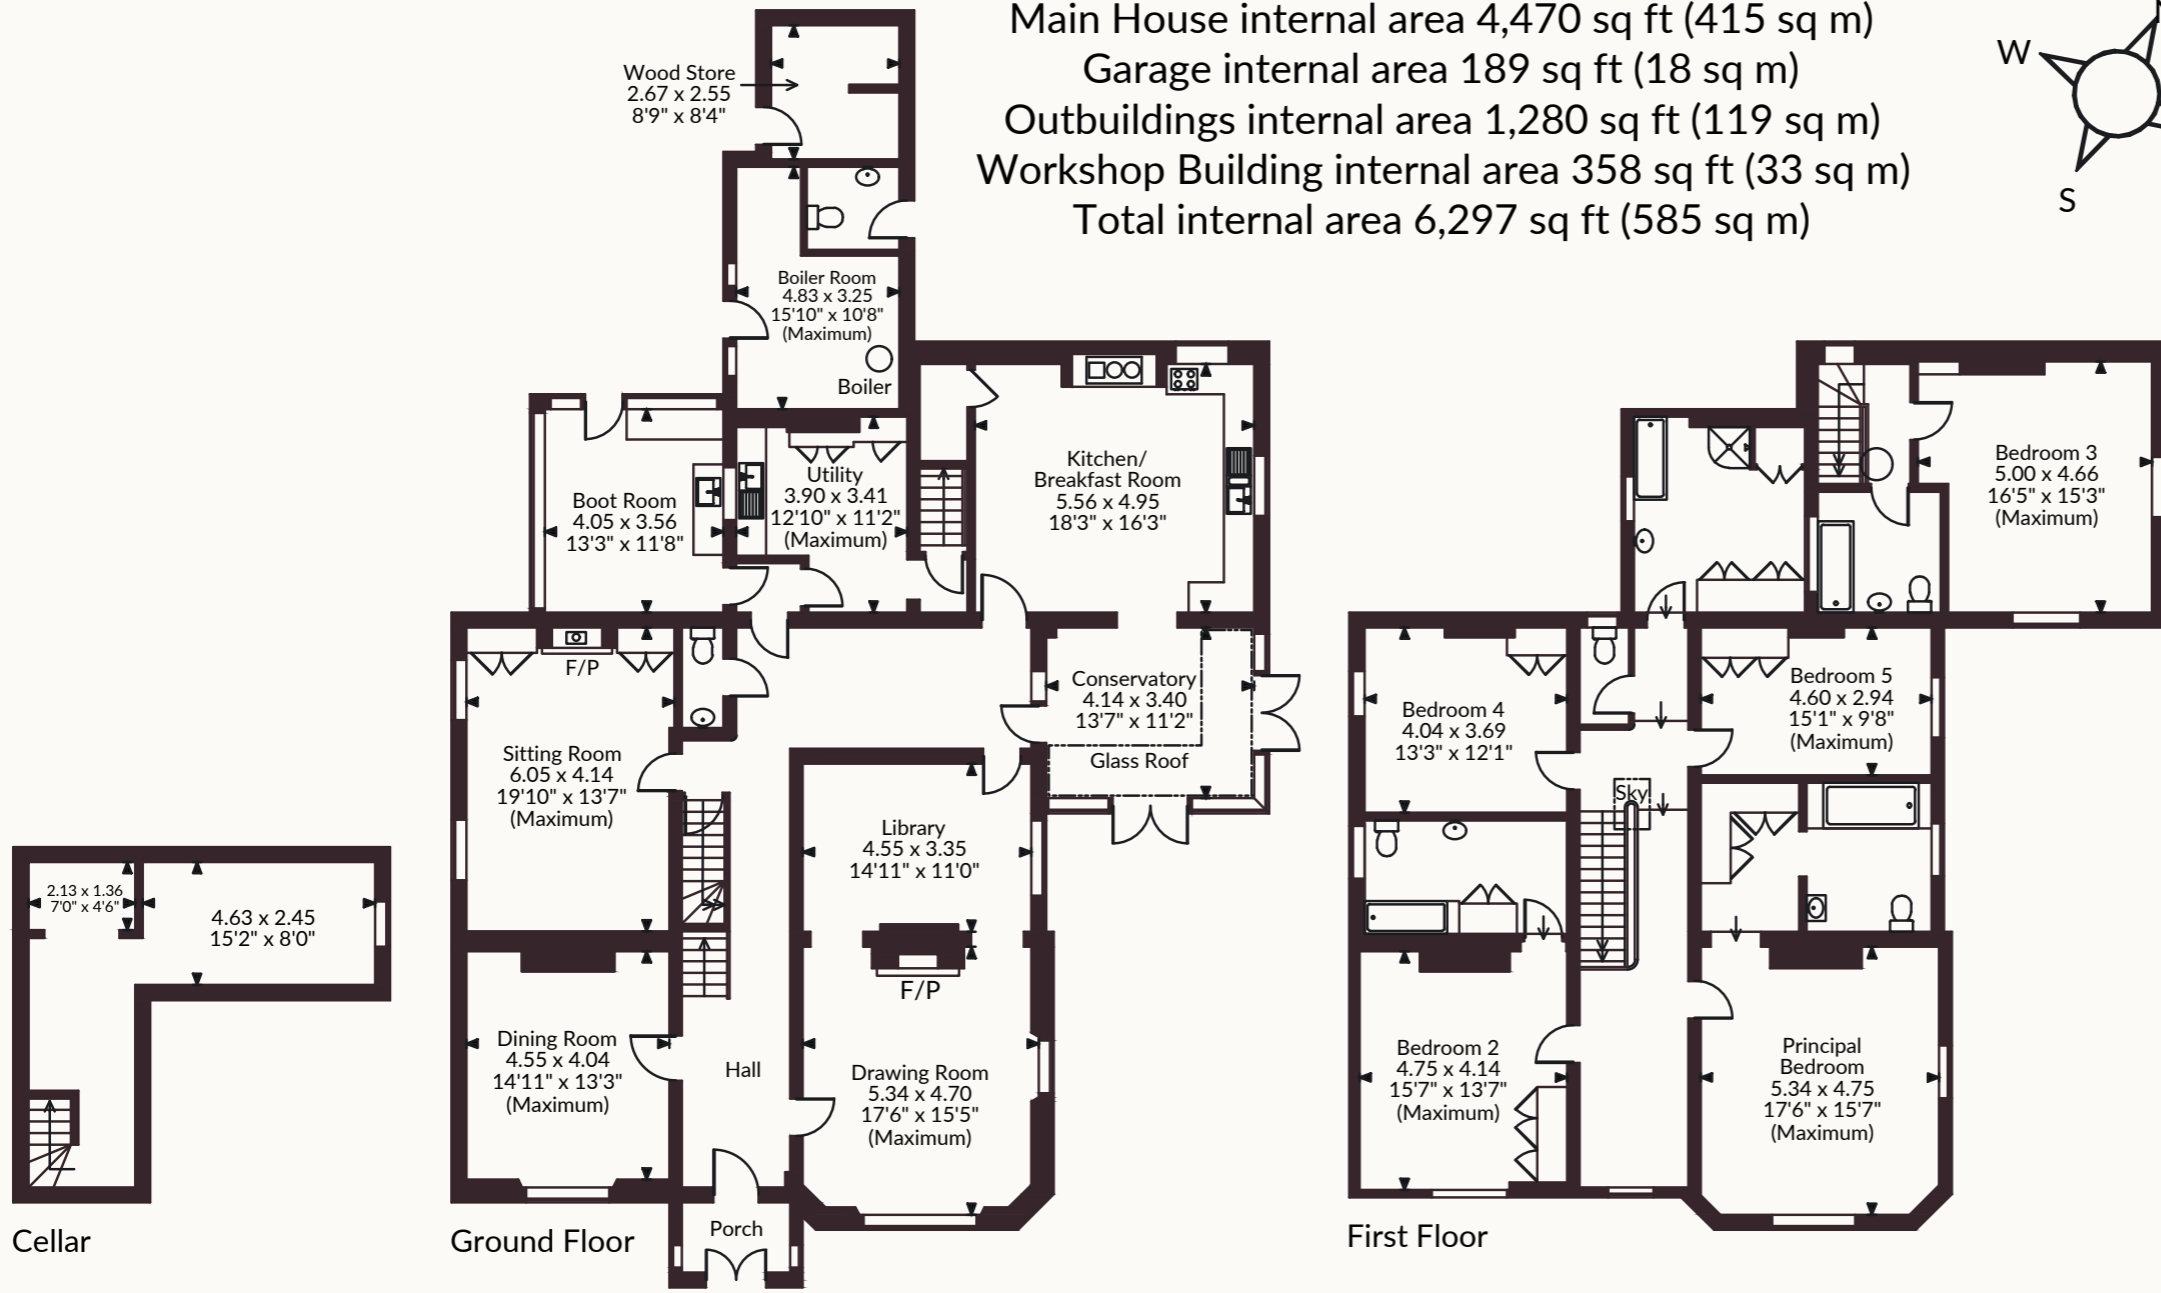 Main House internal area 4,470 sq ft (415 sq m)
Garage internal area 189 sq ft (18 sq m)
Outbuildings internal area 1,280 sq ft (119 sq m)
Workshop Building internal area 358 sq ft (33 sq m)
Total internal area 6,297 sq ft (585 sq m)
W
S
Wood Store
2.67 x 2.55
8'9" x 8'4"
Boiler Room
4.83 x 3.25
15'10" x 10'8"
(Maximum)
Boiler
Boot Room
4.05 x 3.56
13'3" x 11'8"
Utility
3.90 x 3.41
12'10" x 11'2"
(Maximum)
Kitchen/
Breakfast Room
5.56 x 4.95
18'3" x 16'3"
F/P
Sitting Room
6.05 x 4.14
19'10" x 13'7"
(Maximum)
Conservatory
4.14 x 3.40
13'7" x 11'2"
Glass Roof
Library
4.55 x 3.35
14'11" x 11'0"
F/P
Dining Room
4.55 x 4.04
14'11" x 13'3"
(Maximum)
Hall
Drawing Room
5.34 x 4.70
17'6" x 15'5"
(Maximum)
Porch
Ground Floor
2.13 x 1.36
7'0" x 4'6"
4.63 x 2.45
15'2" x 8'0"
Cellar
Bedroom 3
5.00 x 4.66
16'5" x 15'3"
(Maximum)
Bedroom 4
4.04 x 3.69
13'3" x 12'1"
Bedroom 5
4.60 x 2.94
15'1" x 9'8"
(Maximum)
Sky
Bedroom 2
4.75 x 4.14
15'7" x 13'7"
(Maximum)
Principal
Bedroom
5.34 x 4.75
17'6" x 15'7"
(Maximum)
First Floor